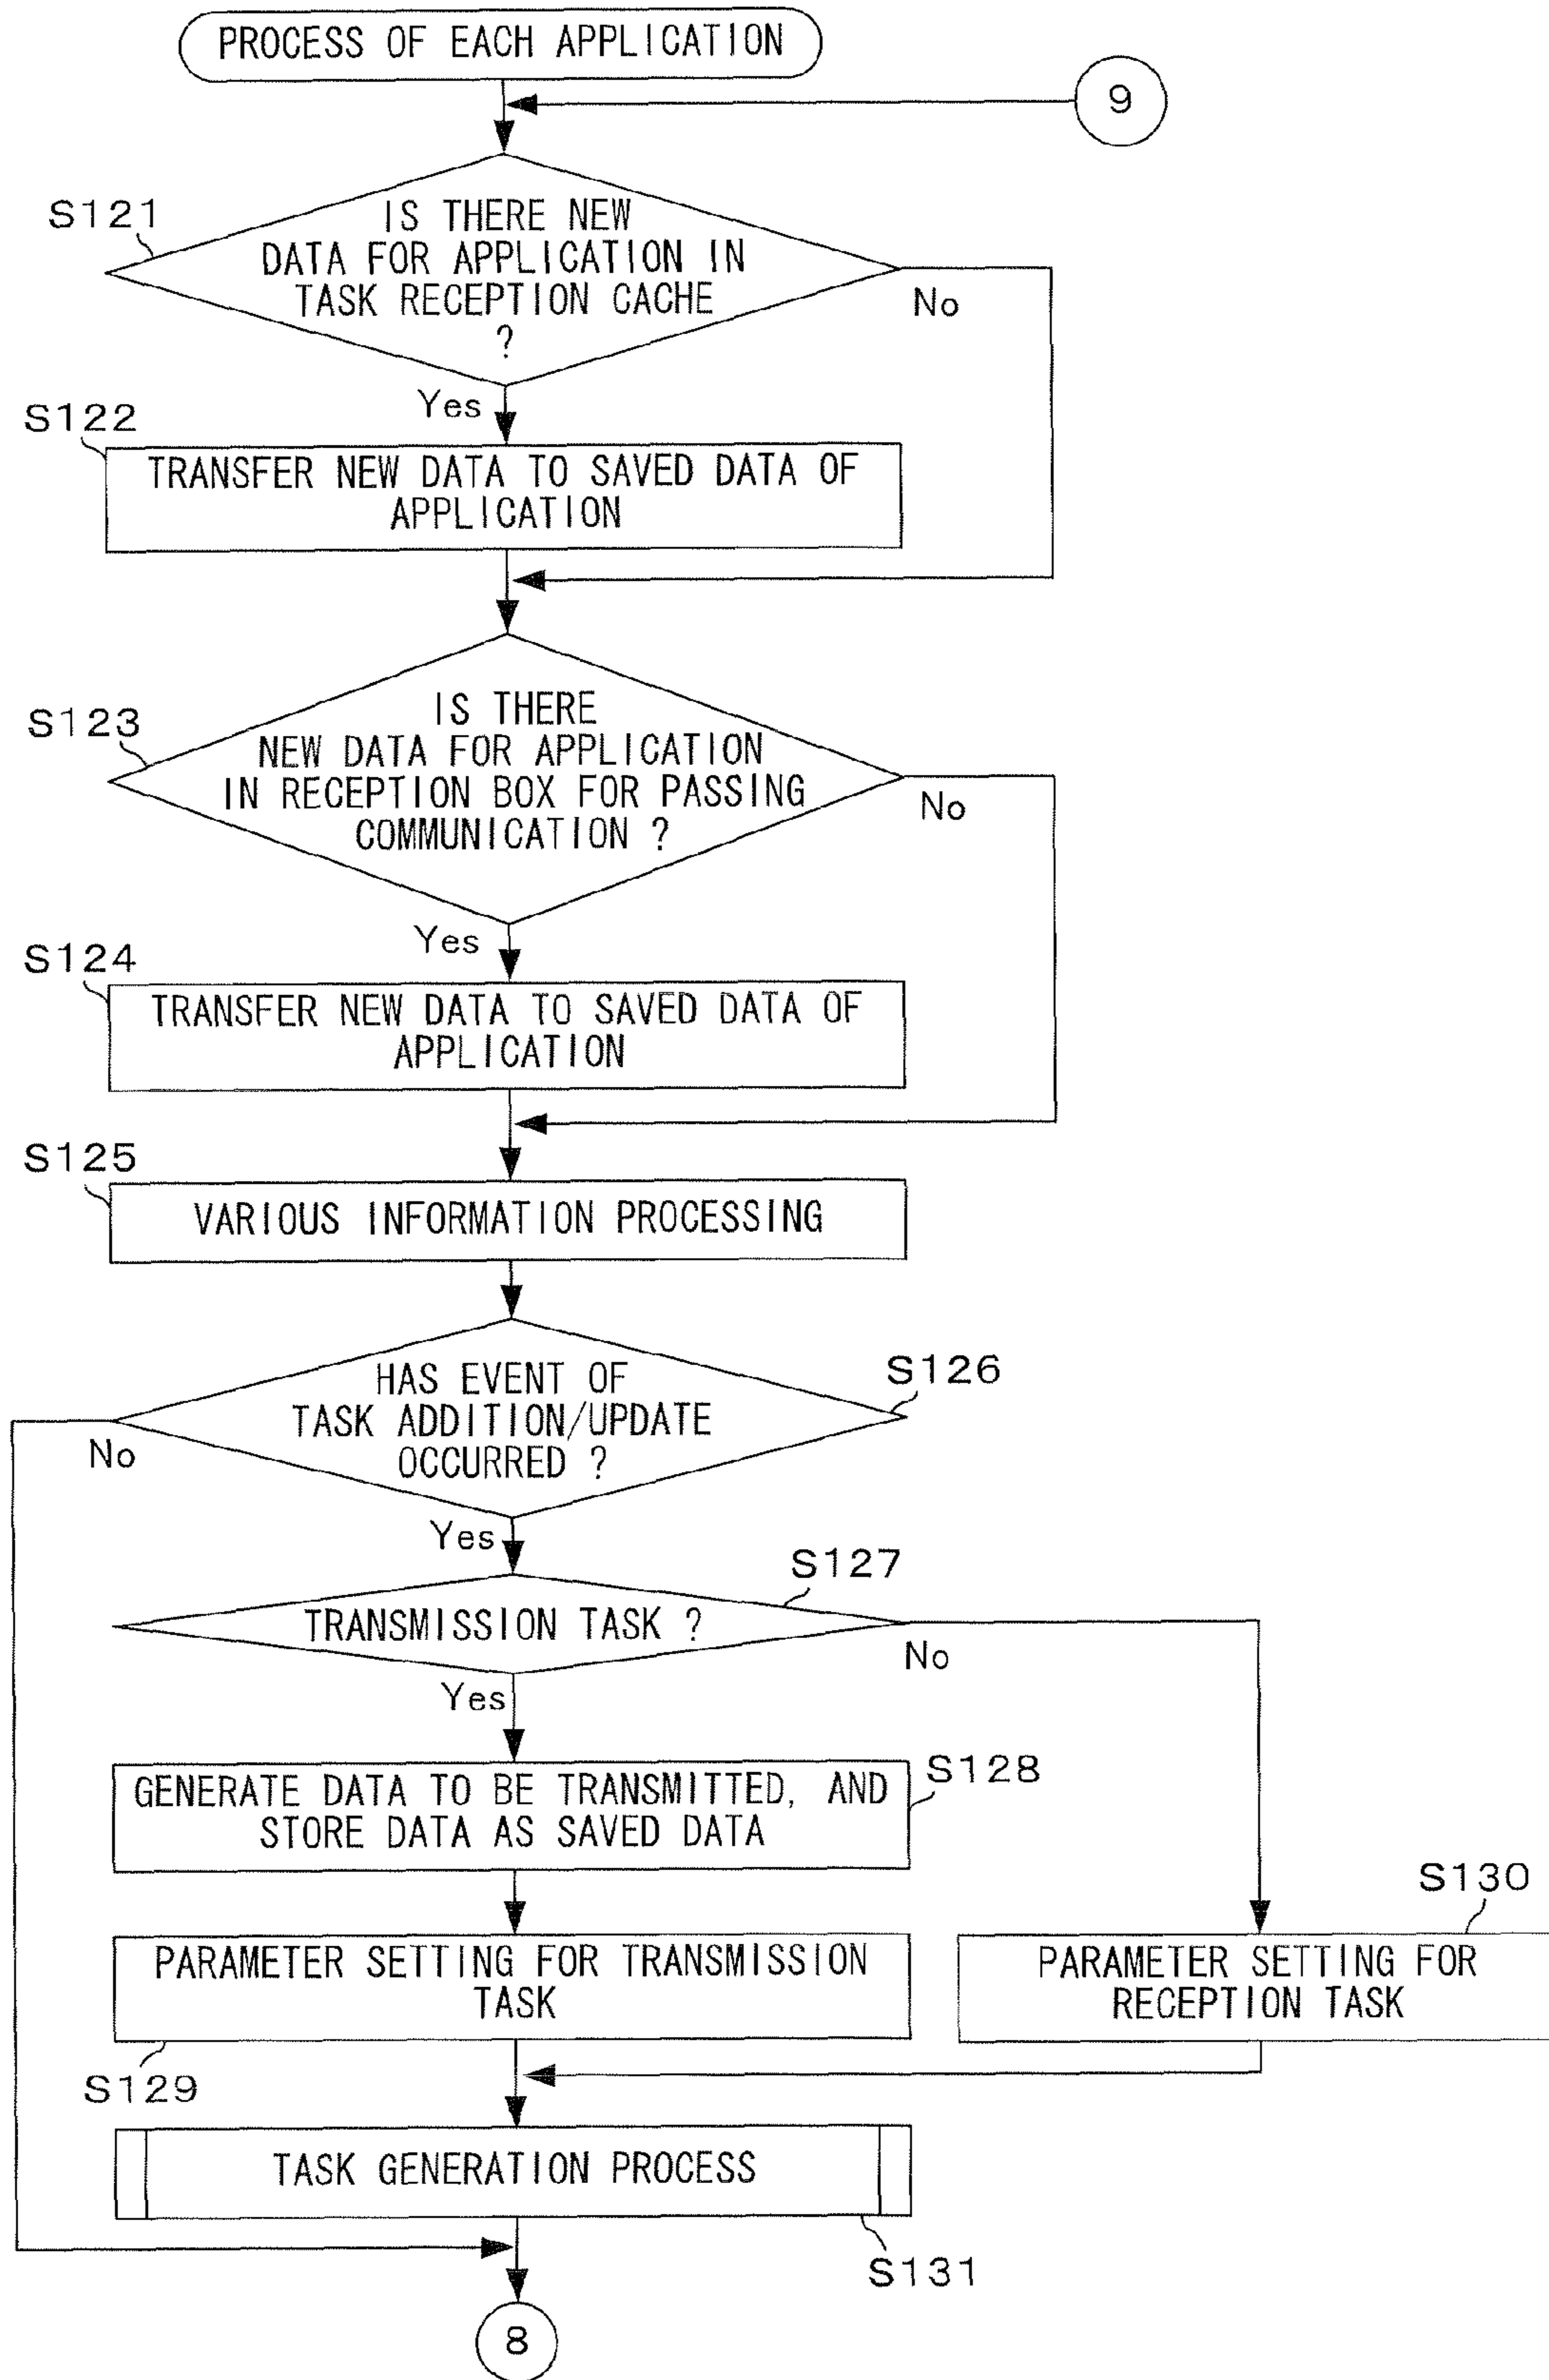 PROCESS OF EACH APPLICATION
9
S121
IS THERE NEW
DATA FOR APPLICATION IN
TASK RECEPTION CACHE
?
No
Yes
S122
TRANSFER NEW DATA TO SAVED DATA OF
APPLICATION
S123
IS THERE
NEW DATA FOR APPLICATION
IN RECEPTION BOX FOR PASSING
COMMUNICATION ?
No
Yes
S124
TRANSFER NEW DATA TO SAVED DATA OF
APPLICATION
S125
VARIOUS INFORMATION PROCESSING
S126
HAS EVENT OF
TASK ADDITION/UPDATE
OCCURRED ?
No
Yes
S127
TRANSMISSION TASK ?
No
Yes
S128
GENERATE DATA TO BE TRANSMITTED, AND
STORE DATA AS SAVED DATA
S130
PARAMETER SETTING FOR TRANSMISSION
TASK
PARAMETER SETTING FOR
RECEPTION TASK
S129
TASK GENERATION PROCESS
S131
8